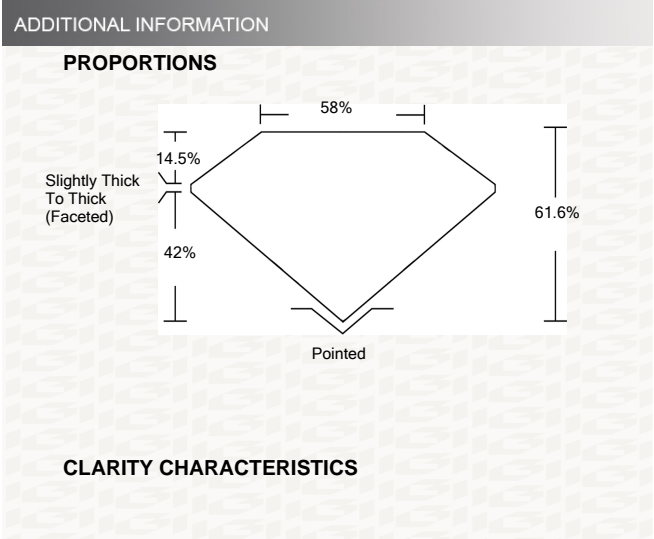 ADDITIONAL INFORMATION
PROPORTIONS
58%
14.5%
Slightly Thick
To Thick
(Faceted)
61.6%
42%
Pointed
CLARITY CHARACTERISTICS